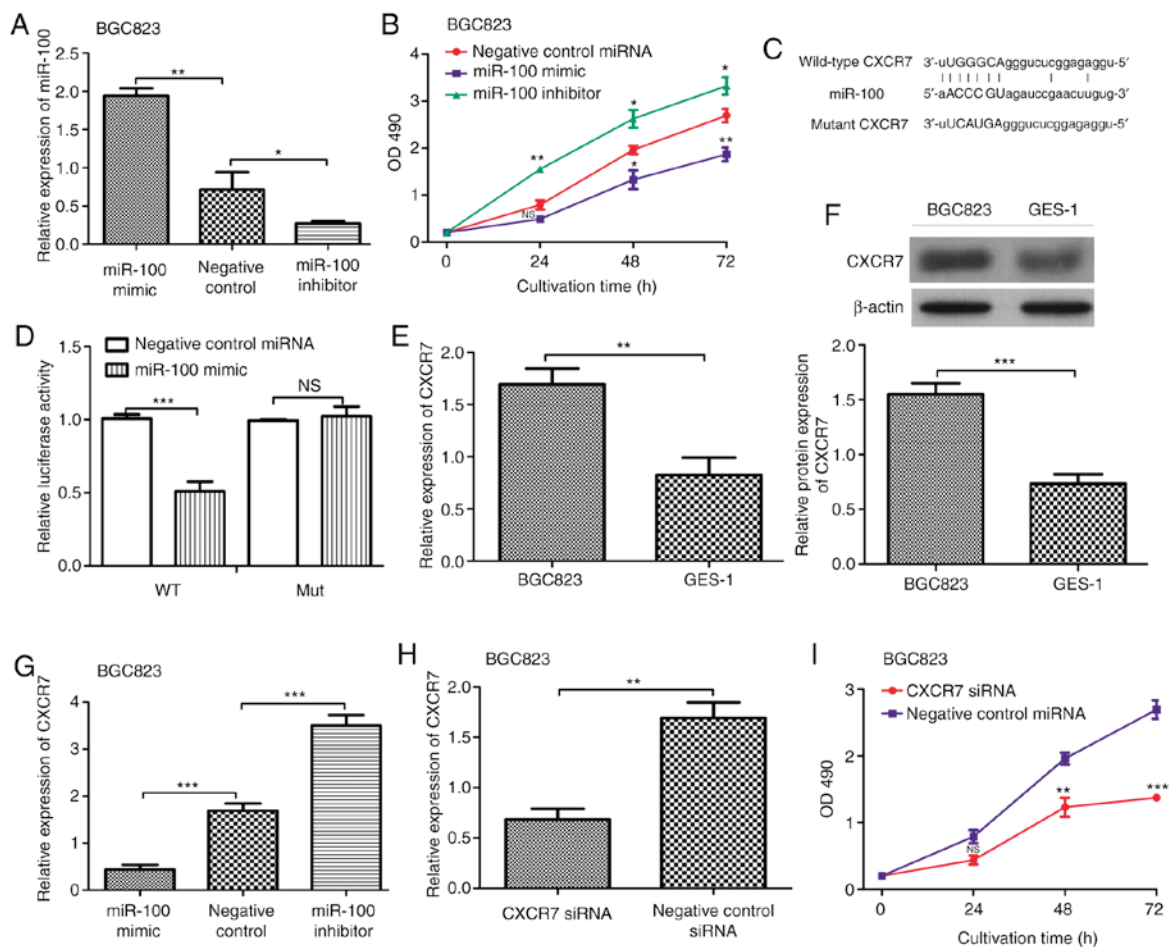 A
BGC823
Relative expression of miR-100
2.5
2.0
1.5
1.0
0.5
0.0
**
*
miR-100 mimic
Negative control
miR-100 inhibitor
B
BGC823
Negative control miRNA
miR-100 mimic
miR-100 inhibitor
OD 490
4
3
2
1
0
**
NS
*
*
*
**
0 24 48 72
Cultivation time (h)
C
Wild-type CXCR7 3′-uUGGGCAgggucucggagaggu-5′
miR-100 5′-aACCCGUagauccgaacuugug-3′
Mutant CXCR7 3′-uUCAUGAgggucucggagaggu-5′
D
Negative control miRNA
miR-100 mimic
Relative luciferase activity
1.5
1.0
0.5
0.0
***
NS
WT Mut
E
Relative expression of CXCR7
2.0
1.5
1.0
0.5
0.0
**
BGC823 GES-1
F
BGC823 GES-1
CXCR7
β-actin
Relative protein expression
of CXCR7
2.0
1.5
1.0
0.5
0.0
***
BGC823 GES-1
G
BGC823
Relative expression of CXCR7
4
3
2
1
0
***
***
miR-100 mimic
Negative control
miR-100 inhibitor
H
BGC823
Relative expression of CXCR7
2.0
1.5
1.0
0.5
0.0
**
CXCR7 siRNA
Negative control siRNA
I
BGC823
CXCR7 siRNA
Negative control miRNA
OD 490
3
2
1
0
NS
**
***
0 24 48 72
Cultivation time (h)